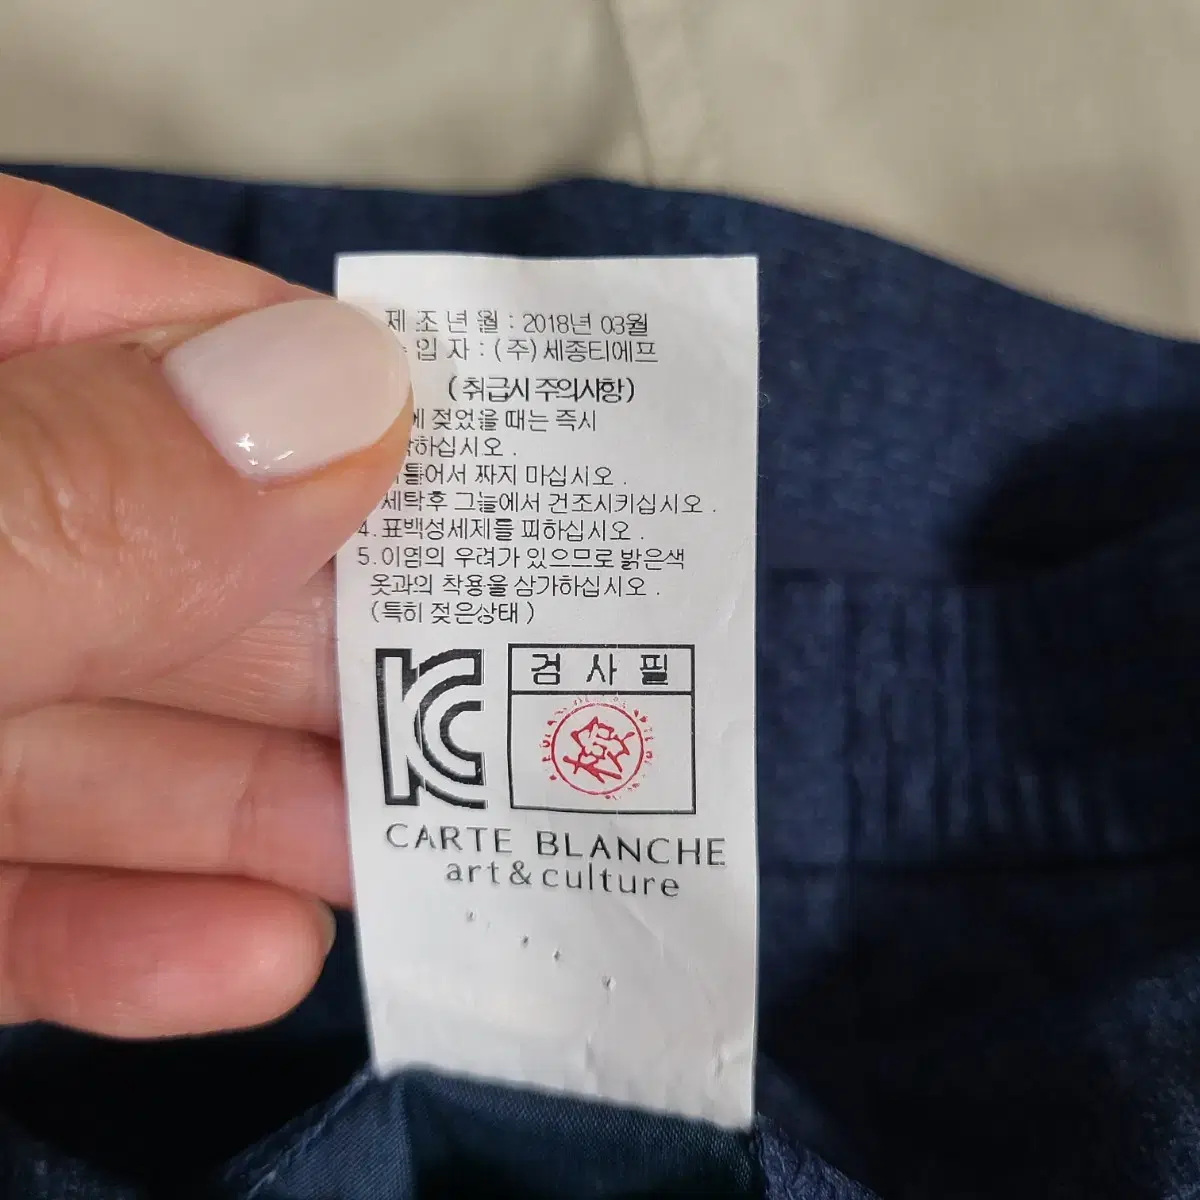 제 조 년 월 : 2018년 03월
입 자 : (주)세종티에프
(취급시 주의사항)
에 젖었을 때는 즉시
하십시오 .
틀어서 짜지 마십시오 .
세탁후 그늘에서 건조시키십시오 .
4. 표백성세제를 피하십시오 .
5. 이염의 우려가 있으므로 밝은색
옷과의 착용을 삼가하십시오 .
(특히 젖은상태)
KC
검 사 필
檢
CARTE BLANCHE
art&culture